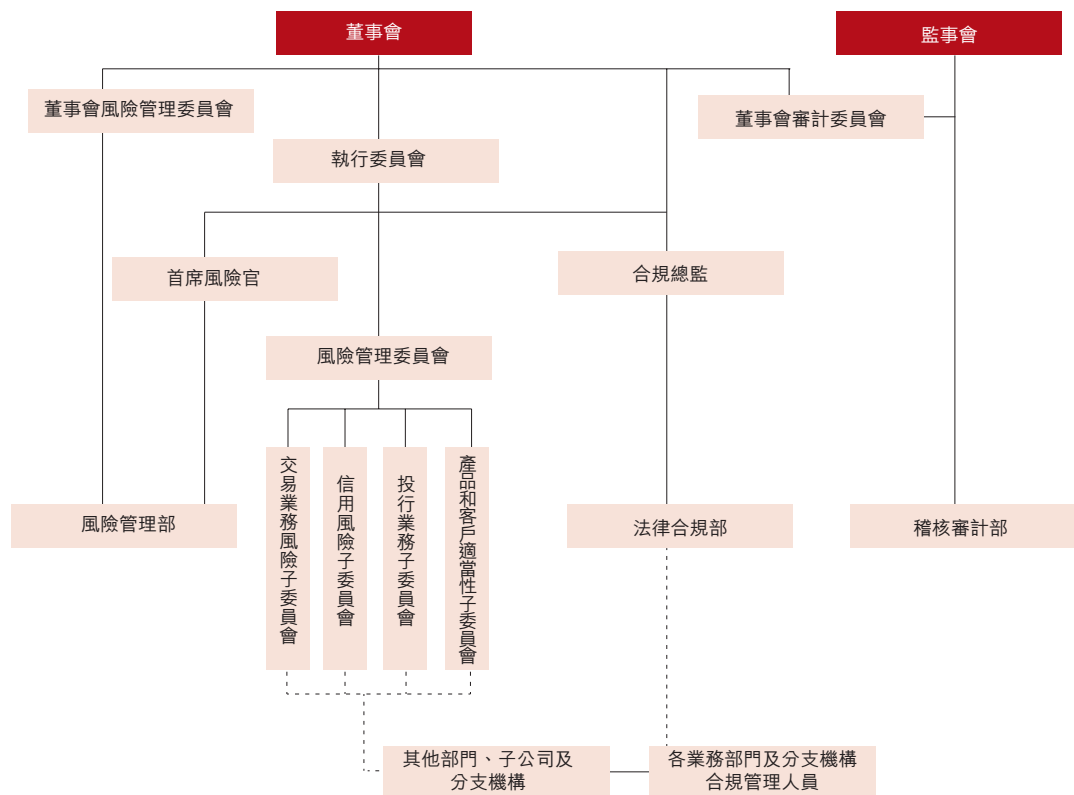 董事會
監事會
董事會風險管理委員會
董事會審計委員會
執行委員會
首席風險官
合規總監
風險管理委員會
交易業務風險子委員會
信用風險子委員會
投行業務子委員會
產品和客戶適當性子委員會
風險管理部
法律合規部
稽核審計部
其他部門、子公司及
分支機構
各業務部門及分支機構
合規管理人員